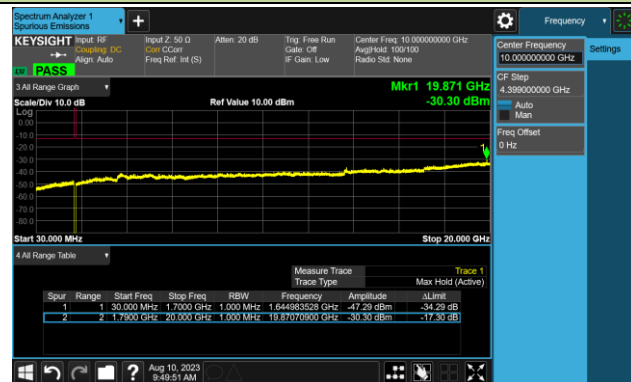 Spectrum Analyzer 1
Spurious Emissions
Frequency
KEYSIGHT
Input: RF
Coupling: DC
Align: Auto
Input Z: 50 Ω
Corr CCorr
Freq Ref: Int (S)
Atten: 20 dB
Trig: Free Run
Gate: Off
IF Gain: Low
Center Freq: 10.000000000 GHz
Avg|Hold: 100/100
Radio Std: None
PASS
Center Frequency
10.000000000 GHz
Settings
CF Step
4.399000000 GHz
Auto
Man
Freq Offset
0 Hz
3 All Range Graph
Mkr1 19.871 GHz
Scale/Div 10.0 dB
Ref Value 10.00 dBm
-30.30 dBm
Log
0.00
-10.0
-20.0
-30.0
-40.0
-50.0
-60.0
-70.0
-80.0
1
Start 30.000 MHz
Stop 20.000 GHz
4 All Range Table
Measure Trace Trace 1
Trace Type Max Hold (Active)
Spur Range Start Freq Stop Freq RBW Frequency Amplitude ΔLimit
1 1 30.000 MHz 1.7000 GHz 1.000 MHz 1.644983528 GHz -47.29 dBm -34.29 dB
2 2 1.7900 GHz 20.000 GHz 1.000 MHz 19.87070900 GHz -30.30 dBm -17.30 dB
?
Aug 10, 2023
9:49:51 AM